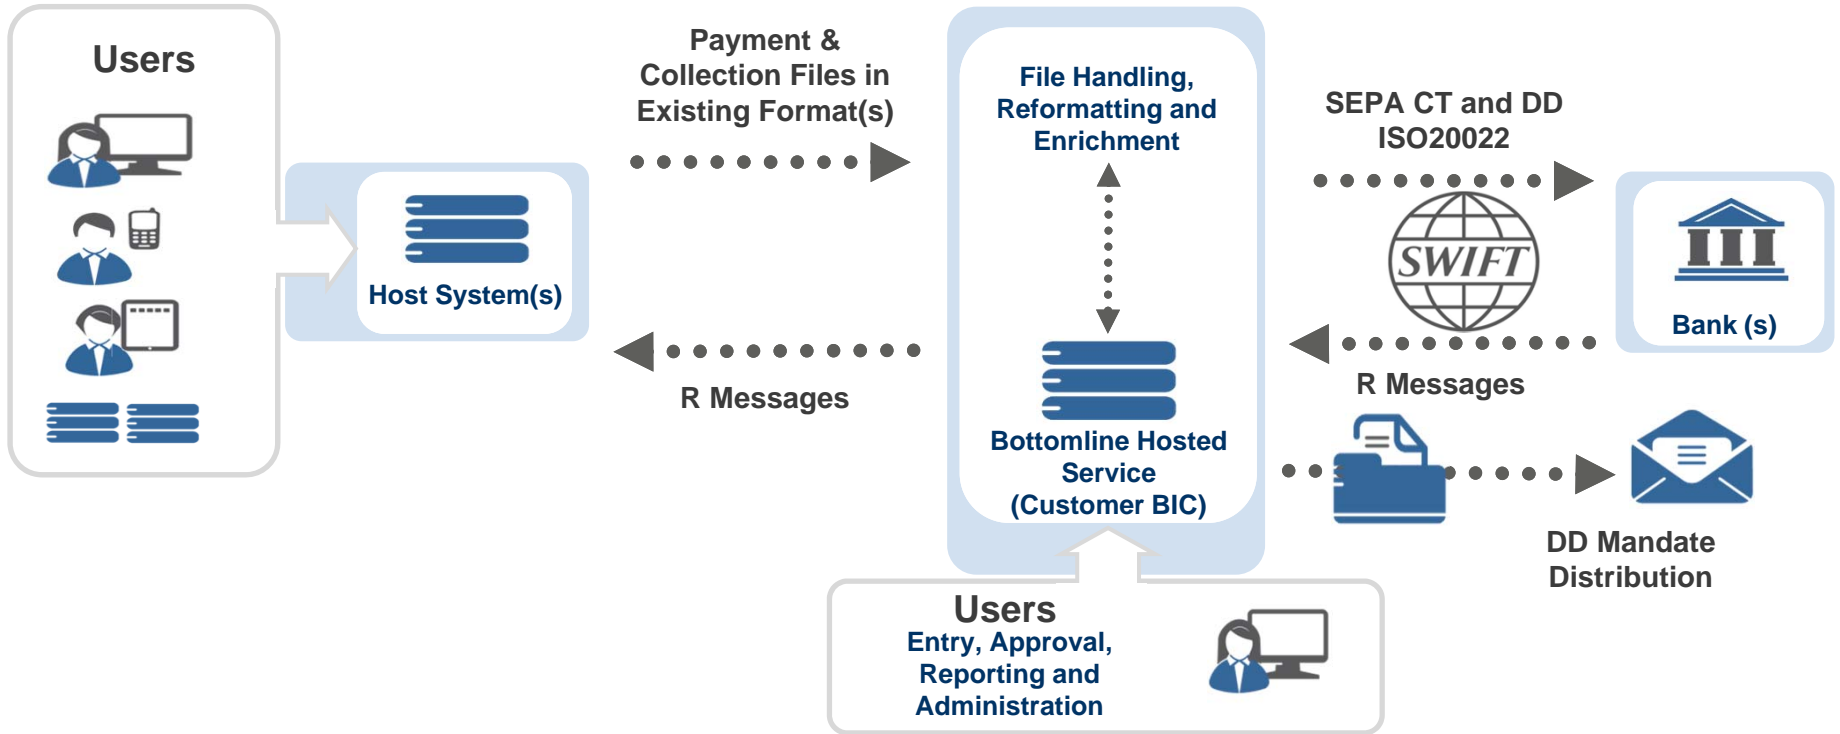 Users
Host System(s)
Payment &
Collection Files in
Existing Format(s)
R Messages
File Handling,
Reformatting and
Enrichment
Bottomline Hosted
Service
(Customer BIC)
SEPA CT and DD
ISO20022
SWIFT
Bank (s)
R Messages
DD Mandate
Distribution
Users
Entry, Approval,
Reporting and
Administration